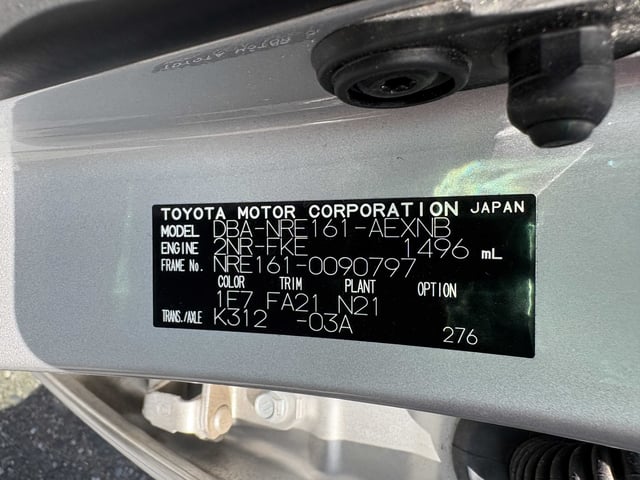 TOYOTA MOTOR CORPORATION JAPAN
MODEL DBA-NRE161-AEXNB
ENGINE 2NR-FKE 1496 mL
FRAME No. NRE161-0090797
COLOR TRIM PLANT OPTION
1F7 FA21 N21
TRANS./AXLE K312 -03A
276